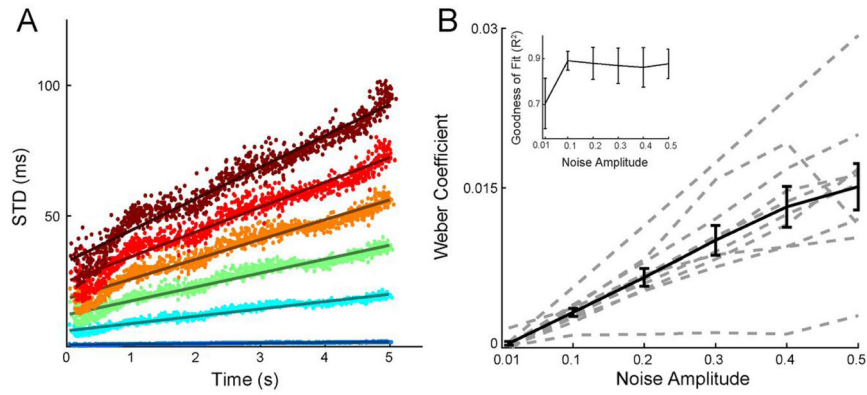 A
STD (ms)
100
50
0 1 2 3 4 5
Time (s)
B
Weber Coefficient
0.03
0.015
0
0.01 0.1 0.2 0.3 0.4 0.5
Noise Amplitude
Goodness of Fit (R²)
0.9
0.7
0.01 0.1 0.2 0.3 0.4 0.5
Noise Amplitude